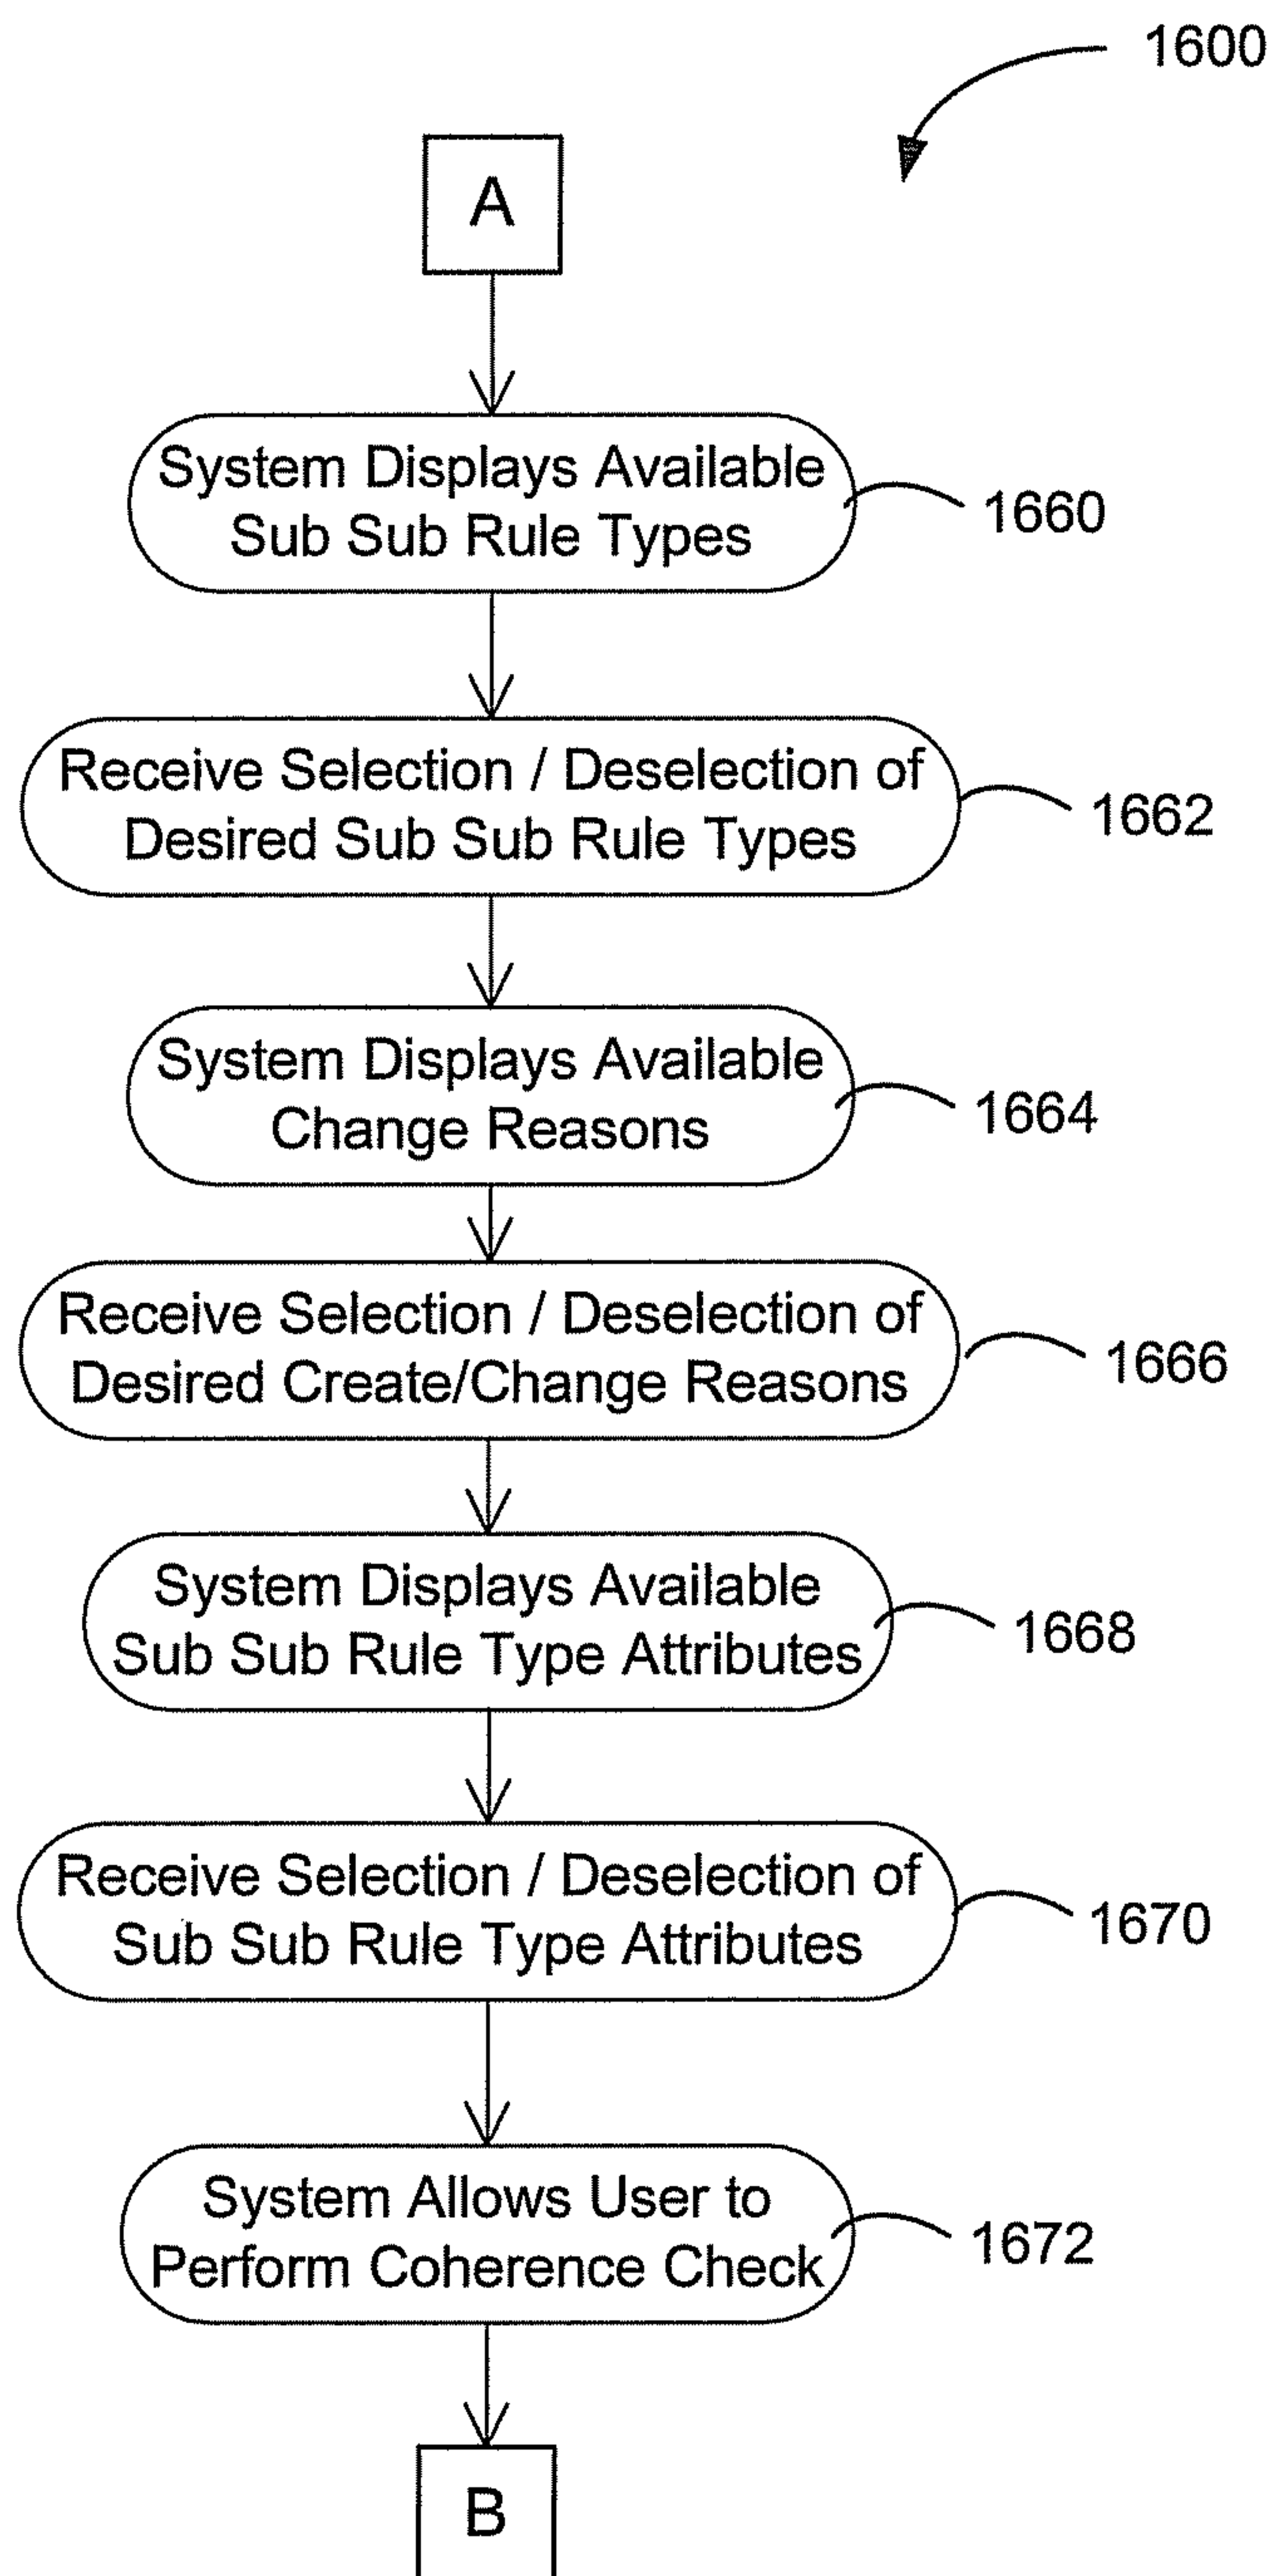 1600
A
System Displays Available
Sub Sub Rule Types
1660
Receive Selection / Deselection of
Desired Sub Sub Rule Types
1662
System Displays Available
Change Reasons
1664
Receive Selection / Deselection of
Desired Create/Change Reasons
1666
System Displays Available
Sub Sub Rule Type Attributes
1668
Receive Selection / Deselection of
Sub Sub Rule Type Attributes
1670
System Allows User to
Perform Coherence Check
1672
B